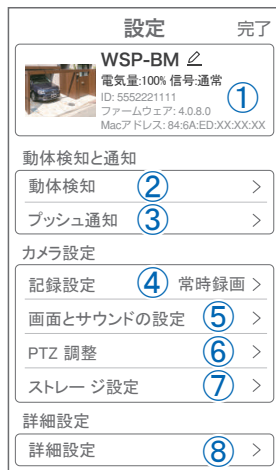 設定 完了
WSP-BM
電気量:100% 信号:通常
ID: 5552221111
ファームウェア: 4.0.8.0
Macアドレス: 84:6A:ED:XX:XX:XX
①
動体検知と通知
動体検知 ② >
プッシュ通知 ③ >
カメラ設定
記録設定 ④ 常時録画 >
画面とサウンドの設定 ⑤ >
PTZ 調整 ⑥ >
ストレージ設定 ⑦ >
詳細設定
詳細設定 ⑧ >